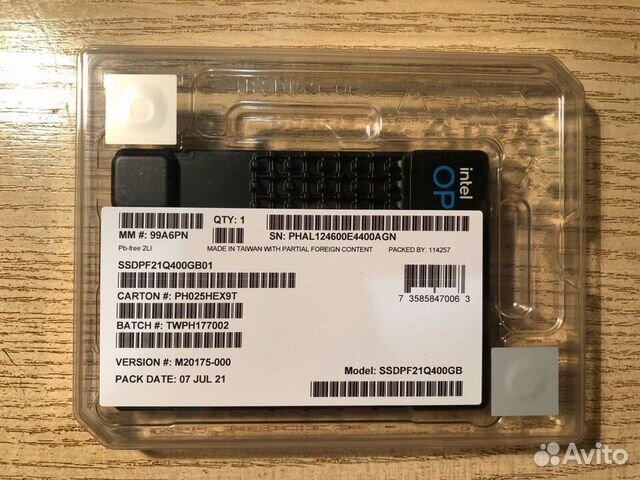 intel
OP
MM #: 99A6PN
QTY: 1
SN: PHAL124600E4400AGN
Pb-free 2LI
MADE IN TAIWAN WITH PARTIAL FOREIGN CONTENT
PACKED BY: 114257
SSDPF21Q400GB01
CARTON #: PH025HEX9T
7 35858 47006 3
BATCH #: TWPH177002
VERSION #: M20175-000
Model: SSDPF21Q400GB
PACK DATE: 07 JUL 21
Avito